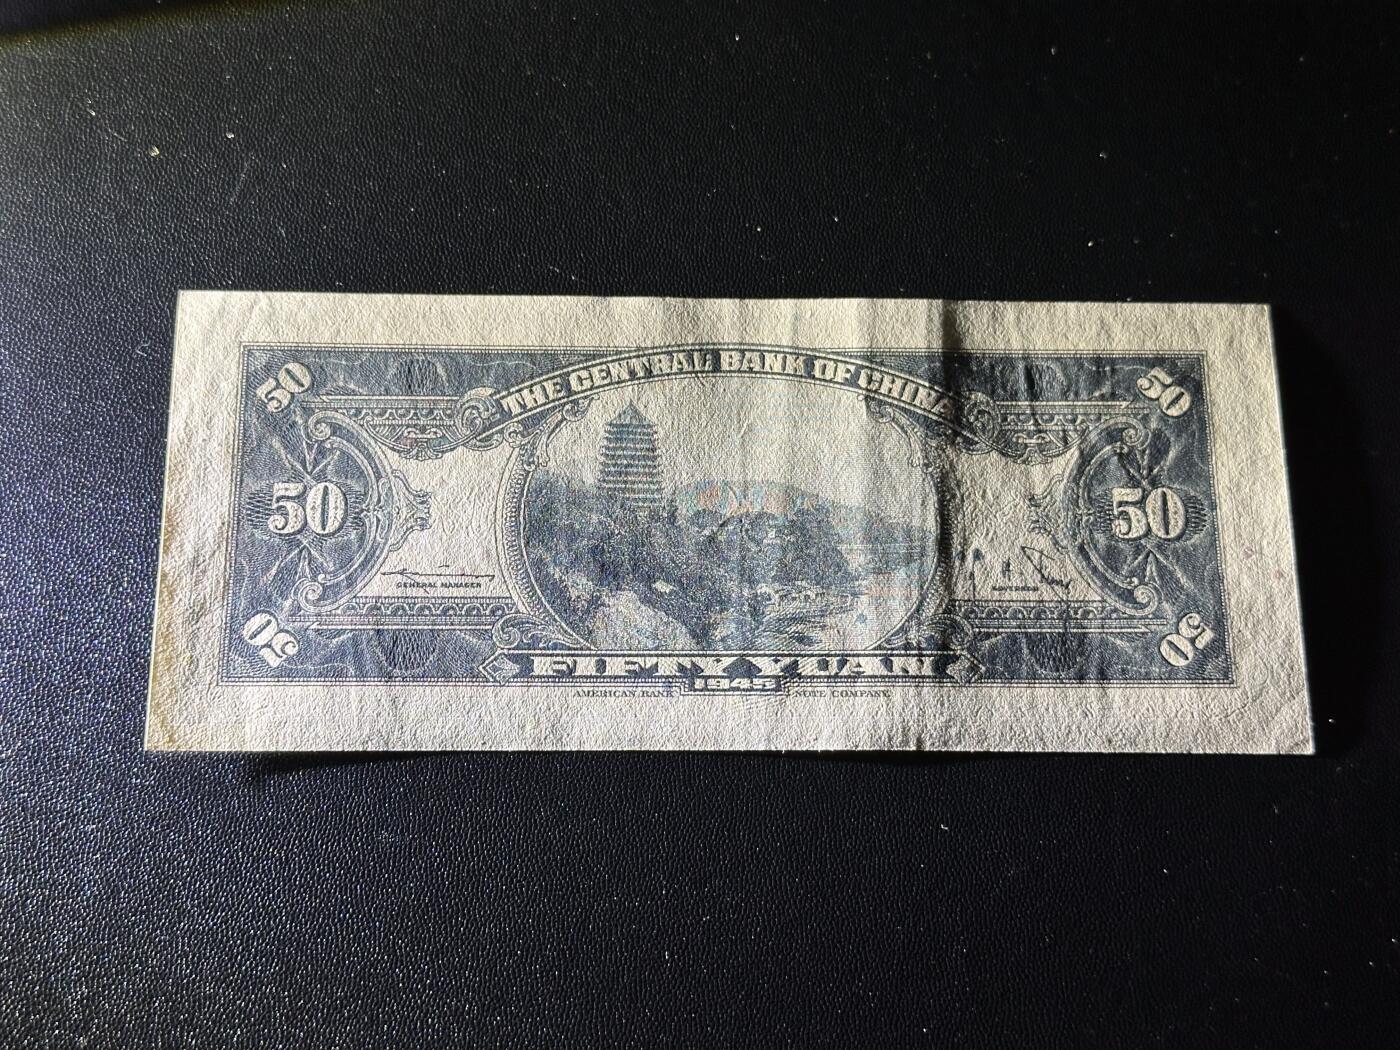 THE CENTRAL BANK OF CHINA
50
50
50
50
GENERAL MANAGER
GOVERNOR
50
50
FIFTY YUAN
1945
AMERICAN BANK NOTE COMPANY